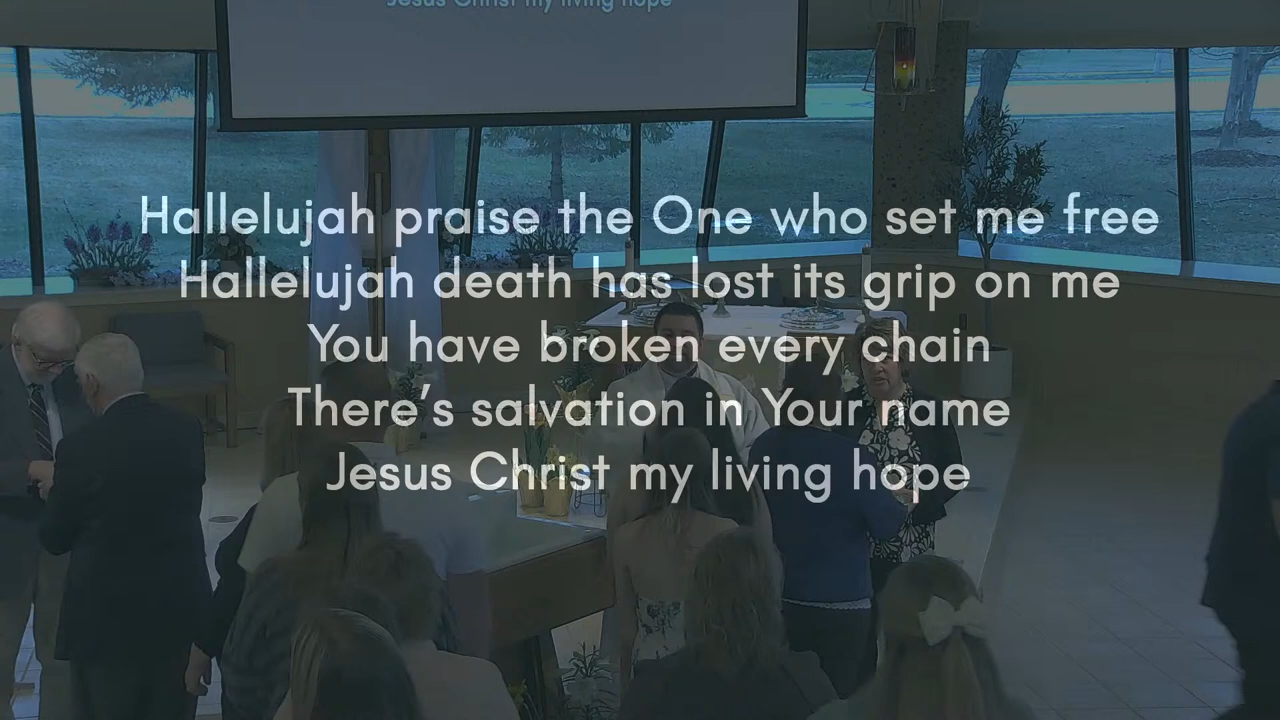 Jesus Christ my living hope
Hallelujah praise the One who set me free
Hallelujah death has lost its grip on me
You have broken every chain
There's salvation in Your name
Jesus Christ my living hope